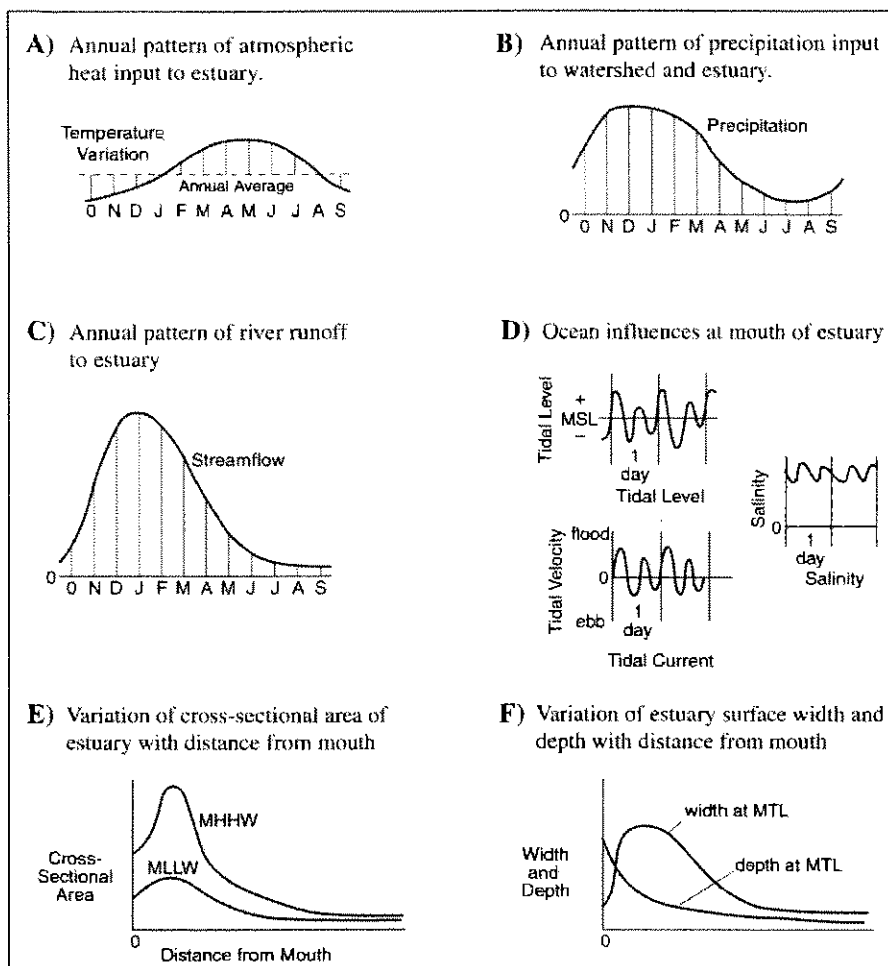 A) Annual pattern of atmospheric
heat input to estuary.
Temperature
Variation
Annual Average
O N D J F M A M J J A S
B) Annual pattern of precipitation input
to watershed and estuary.
Precipitation
0
O N D J F M A M J J A S
C) Annual pattern of river runoff
to estuary
Streamflow
0
O N D J F M A M J J A S
D) Ocean influences at mouth of estuary
Tidal Level
+
MSL
–
1
day
Tidal Level
Tidal Velocity
flood
0
ebb
1
day
Tidal Current
Salinity
0
1
day
Salinity
E) Variation of cross-sectional area of
estuary with distance from mouth
MHHW
MLLW
Cross-
Sectional
Area
0
Distance from Mouth
F) Variation of estuary surface width and
depth with distance from mouth
width at MTL
depth at MTL
Width
and
Depth
0